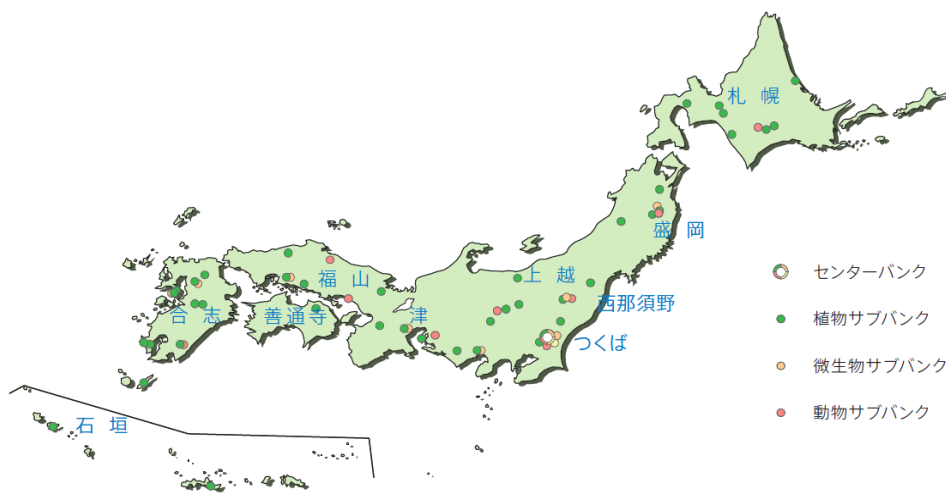 札幌
盛岡
センターバンク
福山
上越
西那須野
植物サブバンク
合志
善通寺
津
つくば
微生物サブバンク
動物サブバンク
石垣